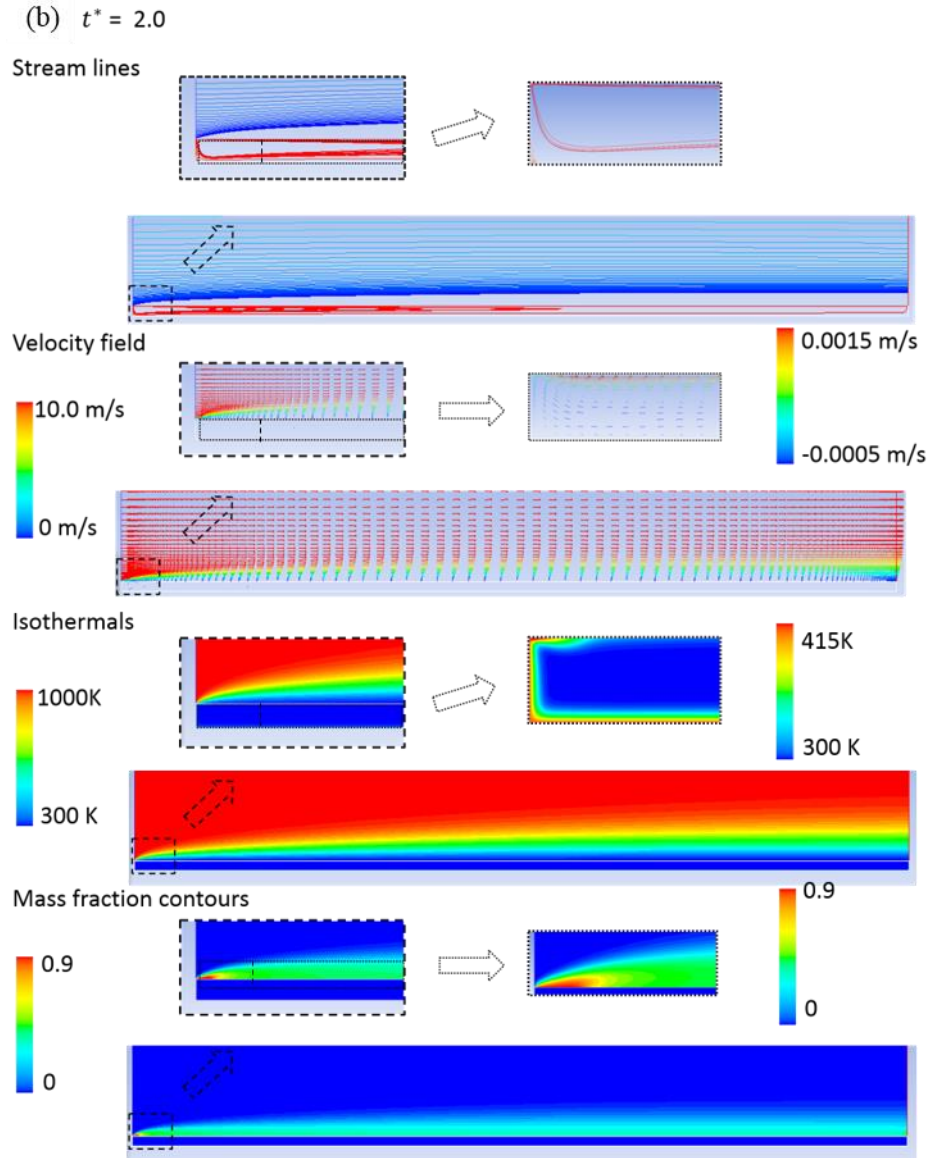 (b) t* = 2.0
Stream lines
Velocity field
0.0015 m/s
10.0 m/s
-0.0005 m/s
0 m/s
Isothermals
415K
1000K
300 K
300 K
Mass fraction contours
0.9
0.9
0
0